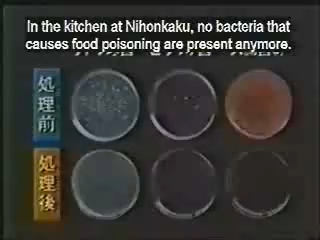 In the kitchen at Nihonkaku, no bacteria that
causes food poisoning are present anymore.
処理前
処理後